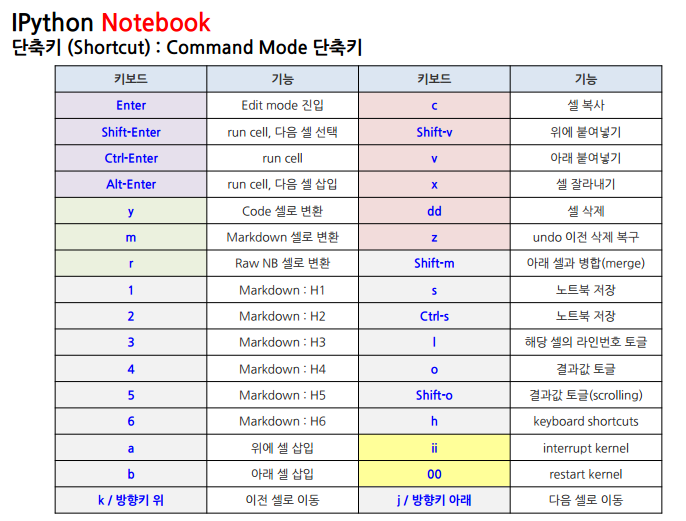 IPython Notebook
단축키 (Shortcut) : Command Mode 단축키
키보드 기능 키보드 기능
Enter Edit mode 진입 c 셀 복사
Shift-Enter run cell, 다음 셀 선택 Shift-v 위에 붙여넣기
Ctrl-Enter run cell v 아래 붙여넣기
Alt-Enter run cell, 다음 셀 삽입 x 셀 잘라내기
y Code 셀로 변환 dd 셀 삭제
m Markdown 셀로 변환 z undo 이전 삭제 복구
r Raw NB 셀로 변환 Shift-m 아래 셀과 병합(merge)
1 Markdown : H1 s 노트북 저장
2 Markdown : H2 Ctrl-s 노트북 저장
3 Markdown : H3 l 해당 셀의 라인번호 토글
4 Markdown : H4 o 결과값 토글
5 Markdown : H5 Shift-o 결과값 토글(scrolling)
6 Markdown : H6 h keyboard shortcuts
a 위에 셀 삽입 ii interrupt kernel
b 아래 셀 삽입 00 restart kernel
k / 방향키 위 이전 셀로 이동 j / 방향키 아래 다음 셀로 이동